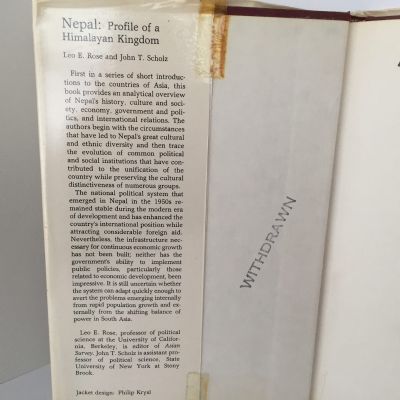 Nepal: Profile of a
Himalayan Kingdom
Leo E. Rose and John T. Scholz
First in a series of short introduc-
tions to the countries of Asia, this
book provides an analytical overview
of Nepal's history, culture and soci-
ety, economy, government and poli-
tics, and international relations. The
authors begin with the circumstances
that have led to Nepal's great cultural
and ethnic diversity and then trace
the evolution of common political
and social institutions that have con-
tributed to the unification of the
country while preserving the cultural
distinctiveness of numerous groups.
The national political system that
emerged in Nepal in the 1950s re-
mained stable during the modern era
of development and has enhanced the
country's international position while
attracting considerable foreign aid.
Nevertheless, the infrastructure neces-
sary for continuous economic growth
has not been built; neither has the
government's ability to implement
public policies, particularly those
related to economic development, been
impressive. It is still uncertain whether
the system can adapt quickly enough to
avert the problems emerging internally
from rapid population growth and ex-
ternally from the shifting balance of
power in South Asia.
Leo E. Rose, professor of political
science at the University of Califor-
nia, Berkeley, is editor of Asian
Survey. John T. Scholz is assistant pro-
fessor of political science, State
University of New York at Stony
Brook.
Jacket design: Philip Krysl
WITHDRAWN